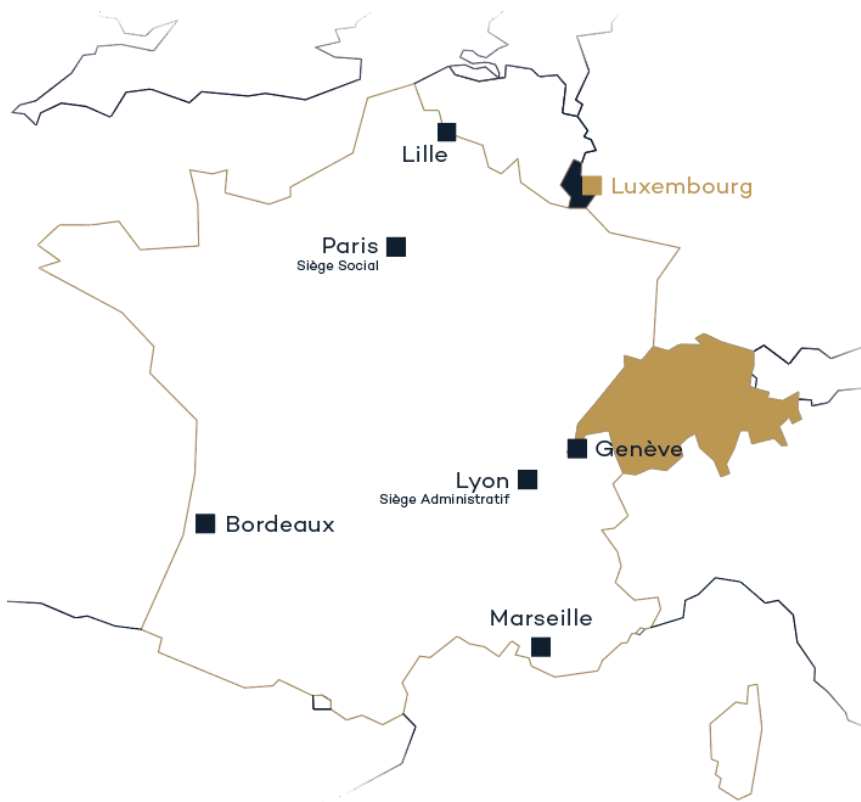 Lille
Luxembourg
Paris
Siège Social
Genève
Lyon
Siège Administratif
Bordeaux
Marseille